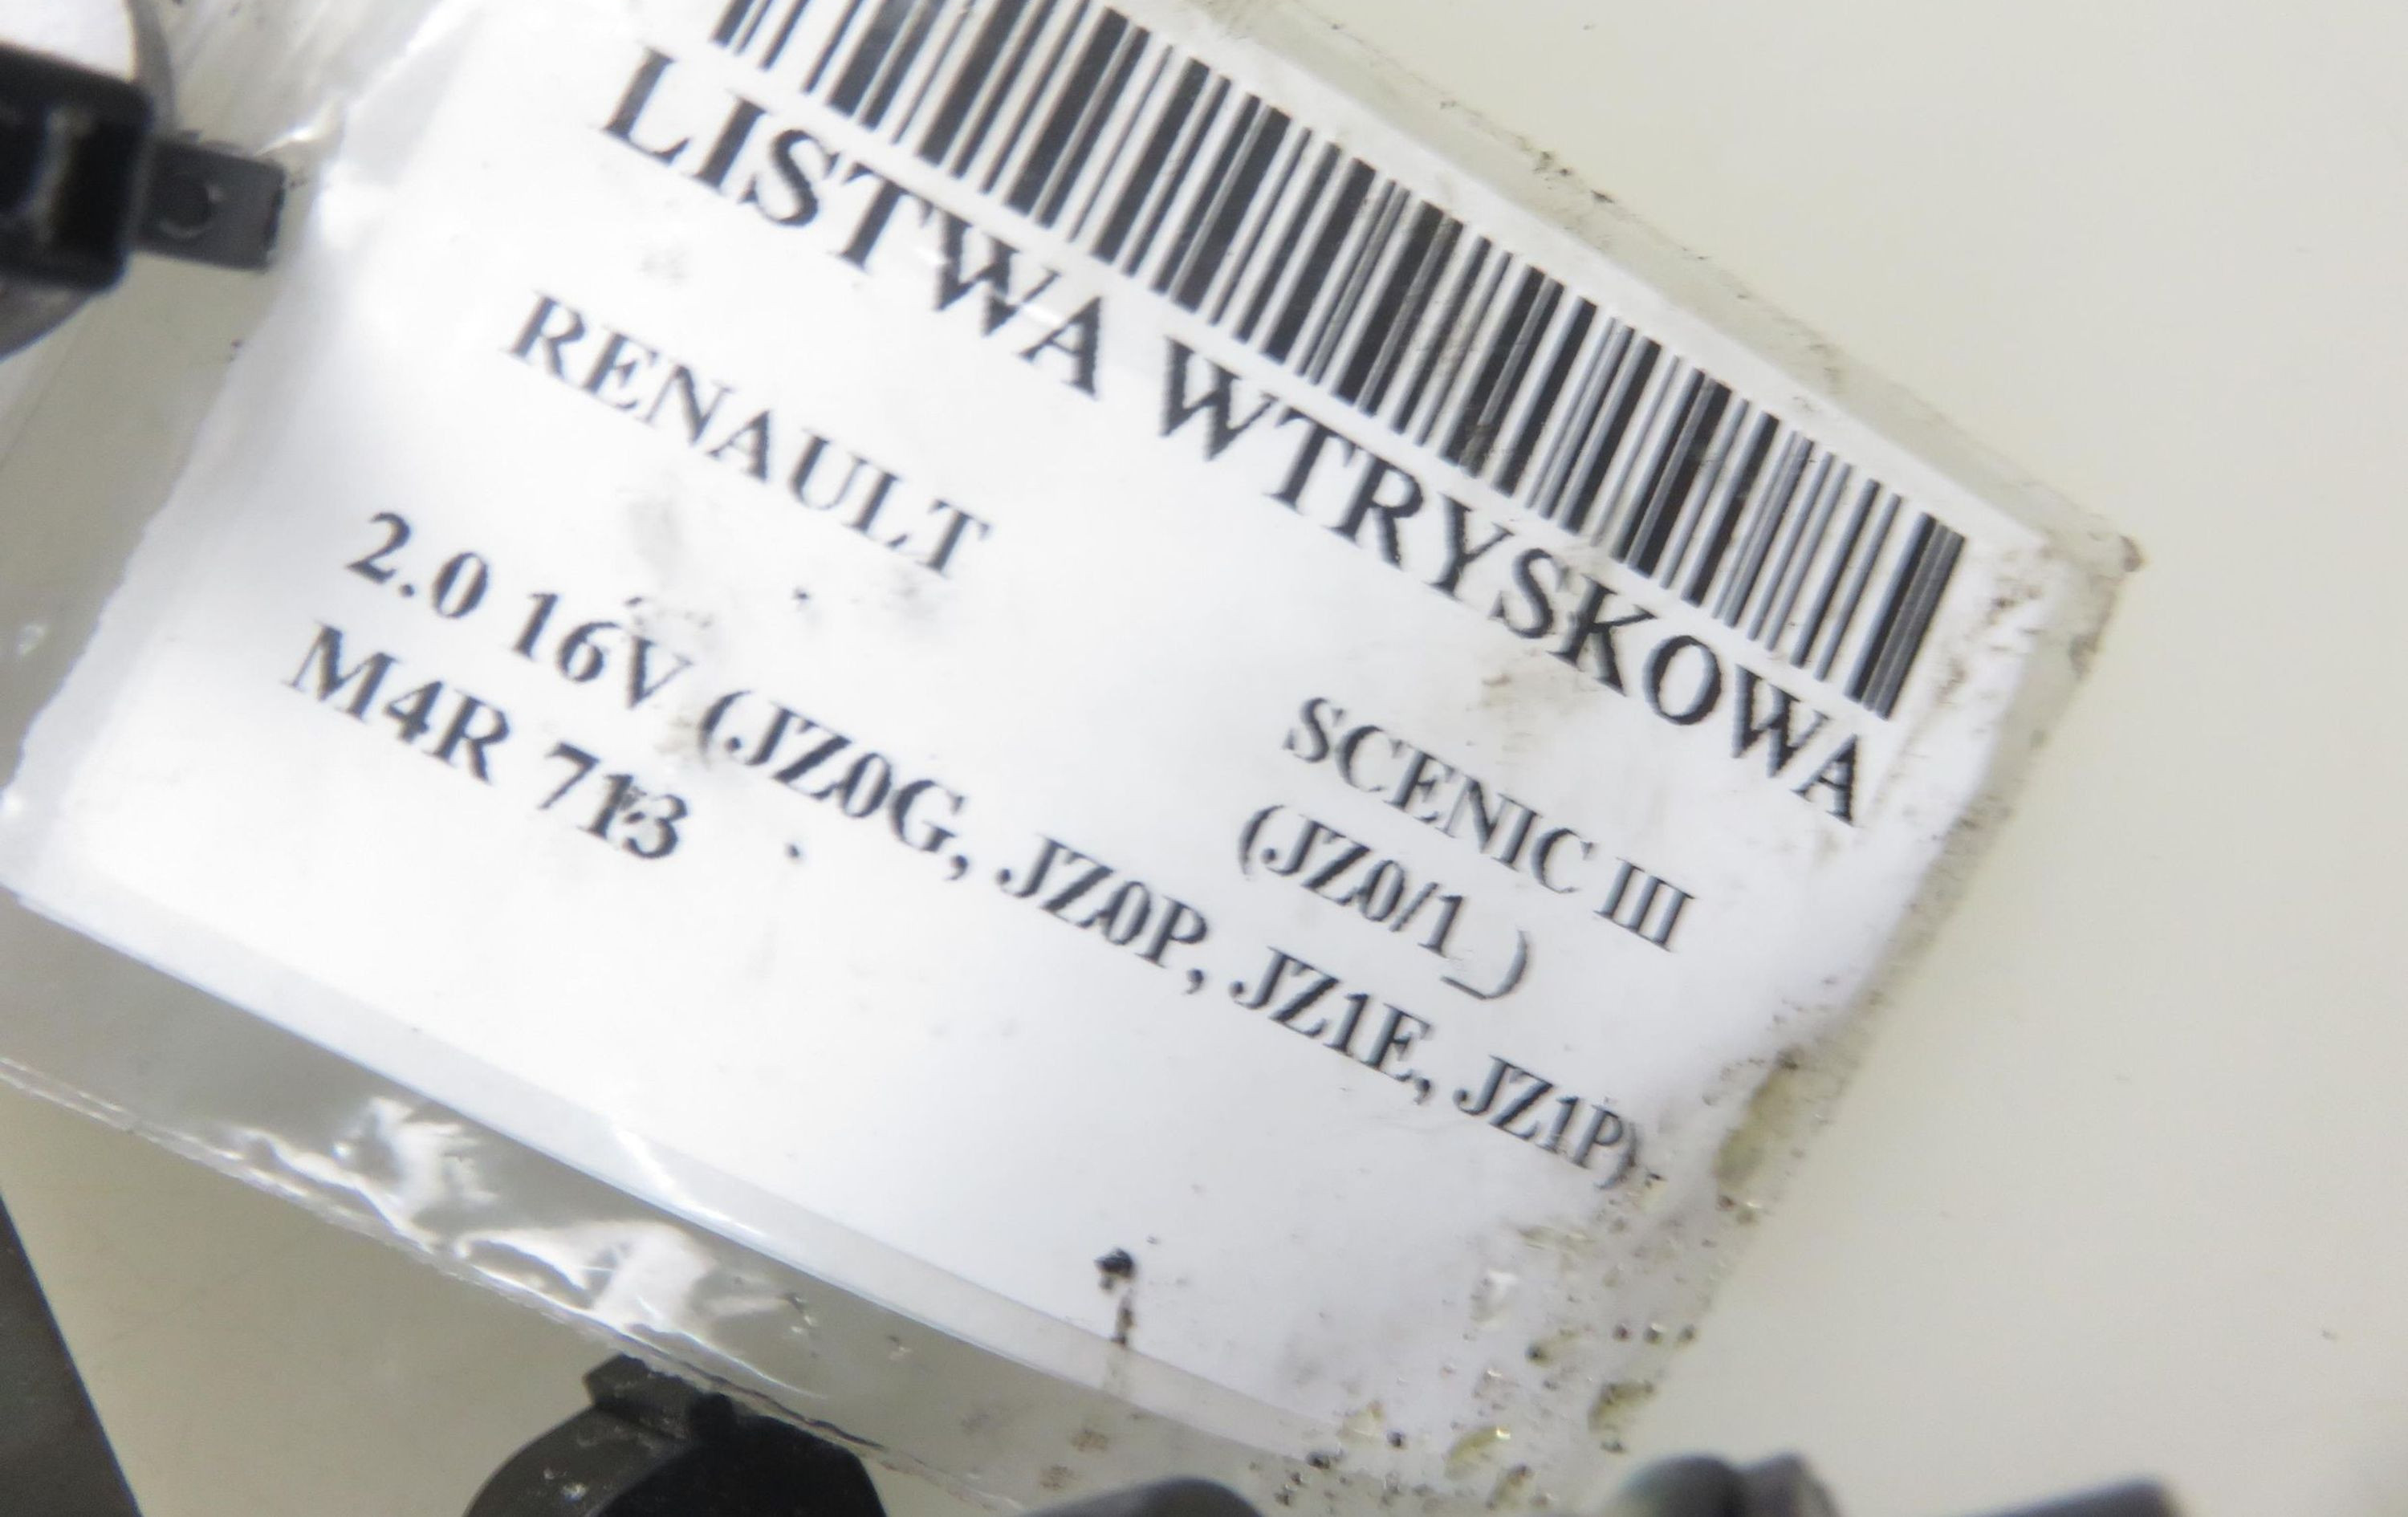 LISTWA WTRYSKOWA
RENAULT
SCENIC III
(JZ0/1_)
2.0 16V (JZ0G, JZ0P, JZ1E, JZ1P)
M4R 713